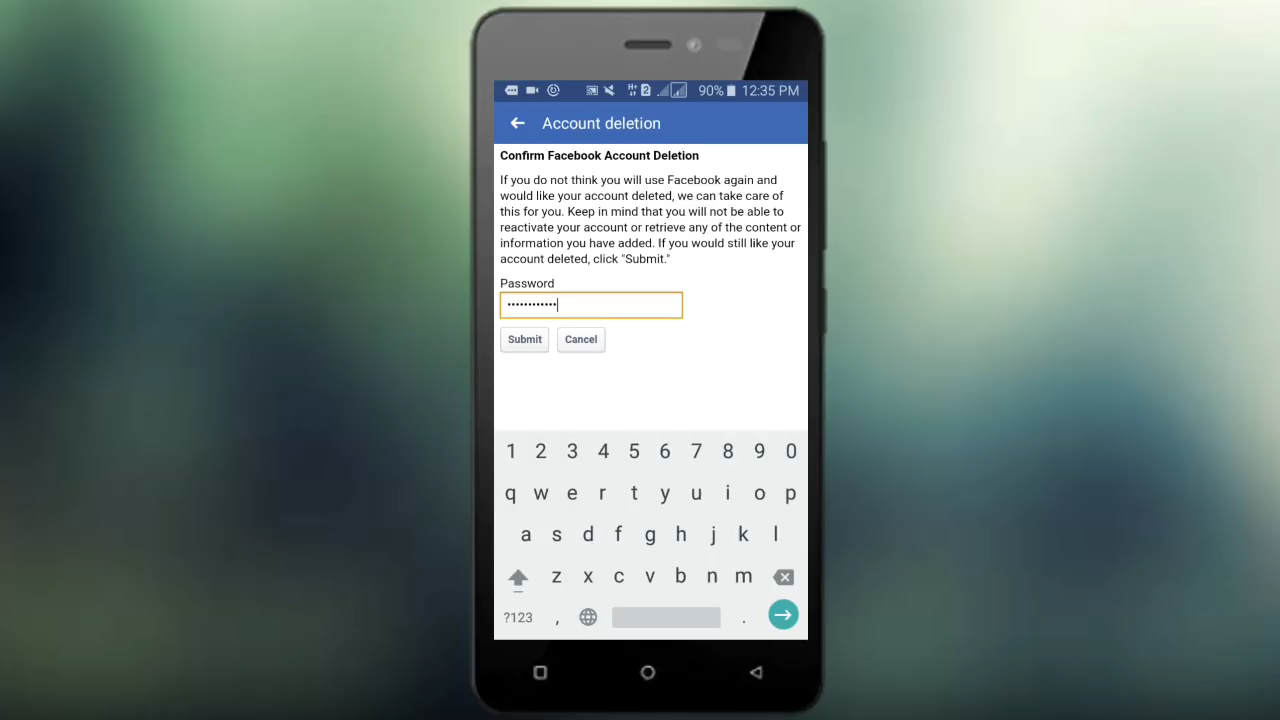 90% 12:35 PM
Account deletion
Confirm Facebook Account Deletion
If you do not think you will use Facebook again and
would like your account deleted, we can take care of
this for you. Keep in mind that you will not be able to
reactivate your account or retrieve any of the content or
information you have added. If you would still like your
account deleted, click "Submit."
Password
••••••••••••
Submit Cancel
1 2 3 4 5 6 7 8 9 0
q w e r t y u i o p
a s d f g h j k l
z x c v b n m
?123 , .